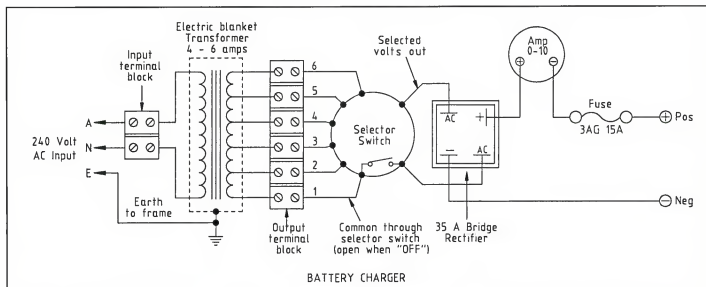 Electric blanket
Transformer
4 - 6 amps
Input
terminal
block
Selected
volts out
Amp
0-10
Fuse
3AG 15A
Pos
Neg
A
N
E
240 Volt
AC Input
Earth
to frame
6
5
4
3
2
1
Selector
Switch
AC
+
-
AC
Output
terminal
block
Common through
selector switch
(open when "OFF")
35 A Bridge
Rectifier
BATTERY CHARGER